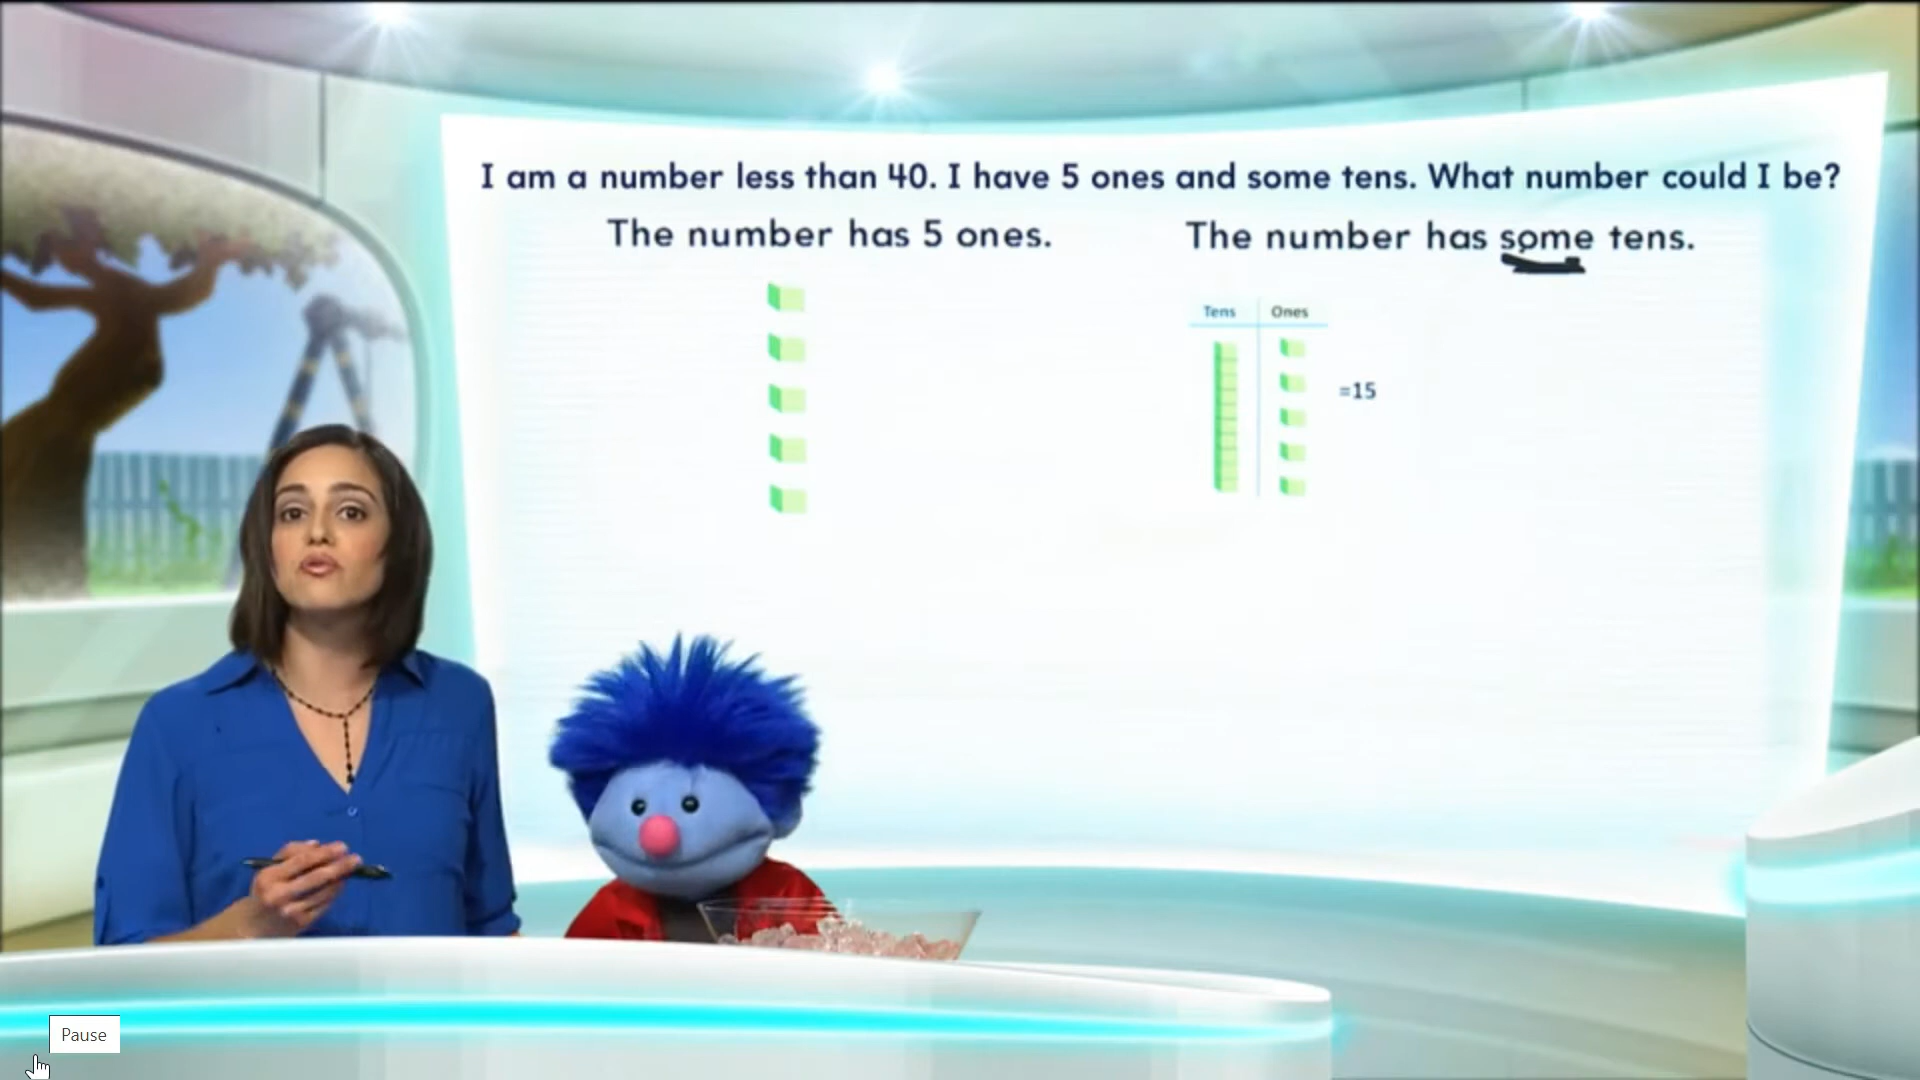 I am a number less than 40. I have 5 ones and some tens. What number could I be?
The number has 5 ones.
The number has some tens.
Tens Ones
=15
Pause